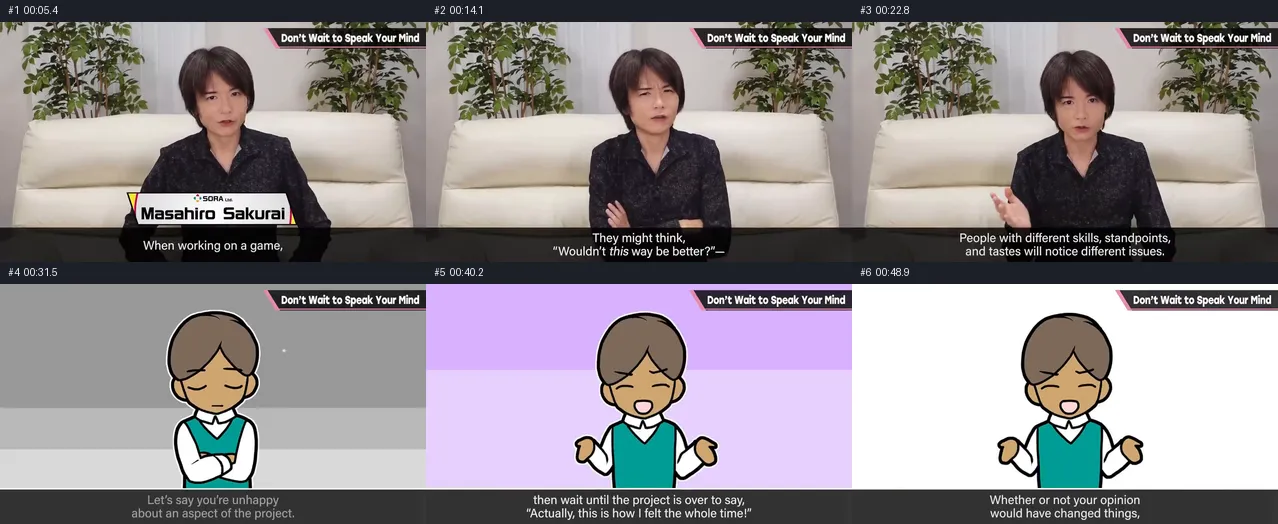 #1 00:05.4
Don't Wait to Speak Your Mind
SORA Ltd.
Masahiro Sakurai
When working on a game,
#2 00:14.1
Don't Wait to Speak Your Mind
They might think,
“Wouldn't this way be better?”—
#3 00:22.8
Don't Wait to Speak Your Mind
People with different skills, standpoints,
and tastes will notice different issues.
#4 00:31.5
Don't Wait to Speak Your Mind
Let's say you're unhappy
about an aspect of the project.
#5 00:40.2
Don't Wait to Speak Your Mind
then wait until the project is over to say,
“Actually, this is how I felt the whole time!”
#6 00:48.9
Don't Wait to Speak Your Mind
Whether or not your opinion
would have changed things,